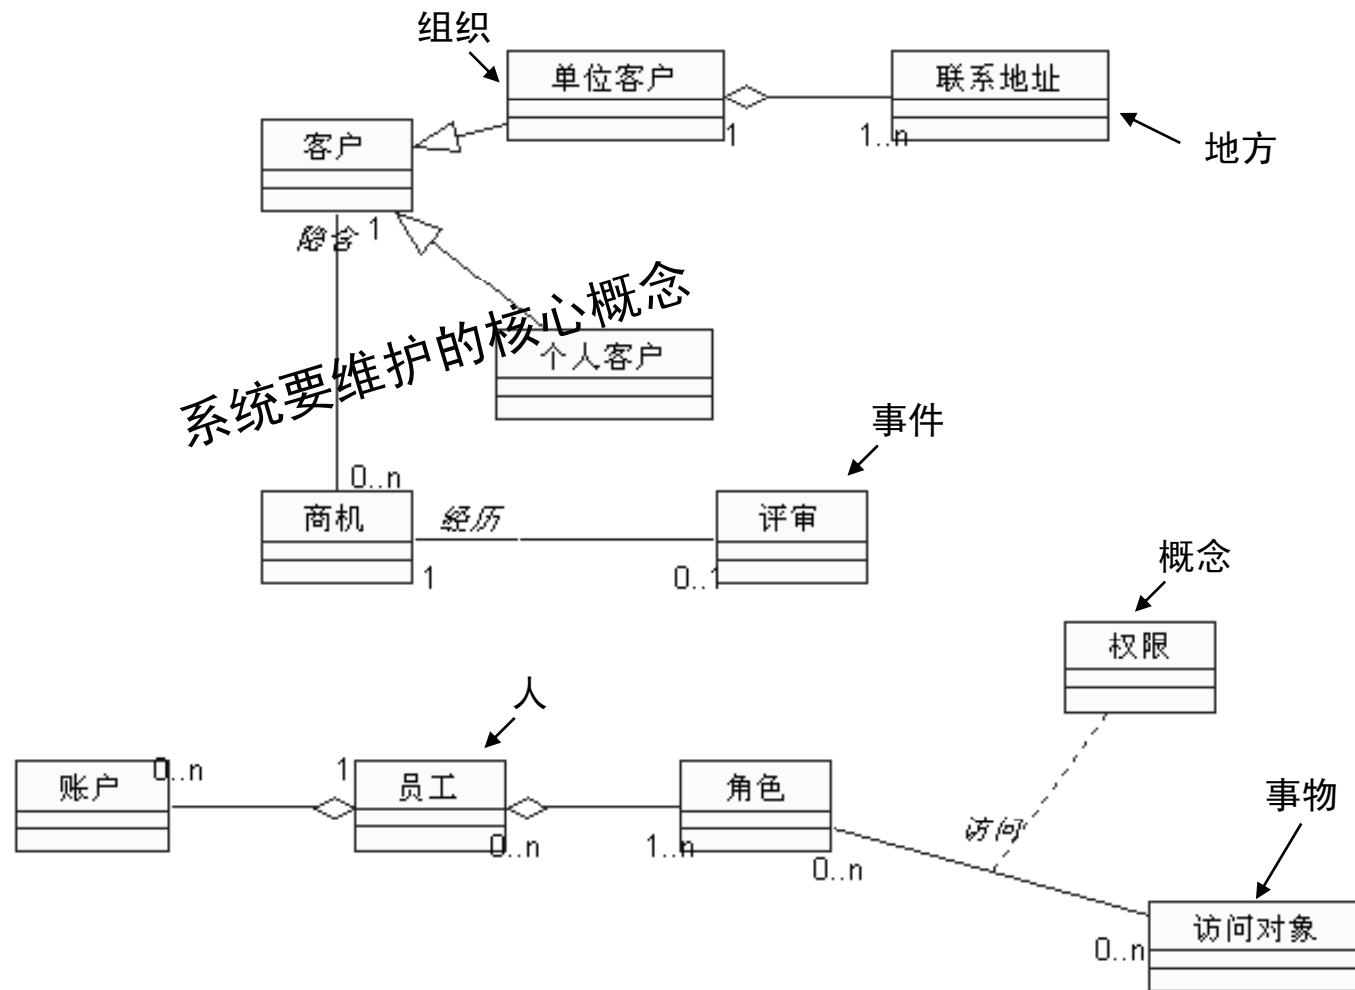 组织
单位客户
联系地址
1
1..n
地方
客户
隐含
1
系统要维护的核心概念
个人客户
事件
0..n
商机
经历
评审
1
0..1
概念
权限
人
账户
0..n
1
员工
角色
事物
0..n
1..n
访问
0..n
访问对象
0..n